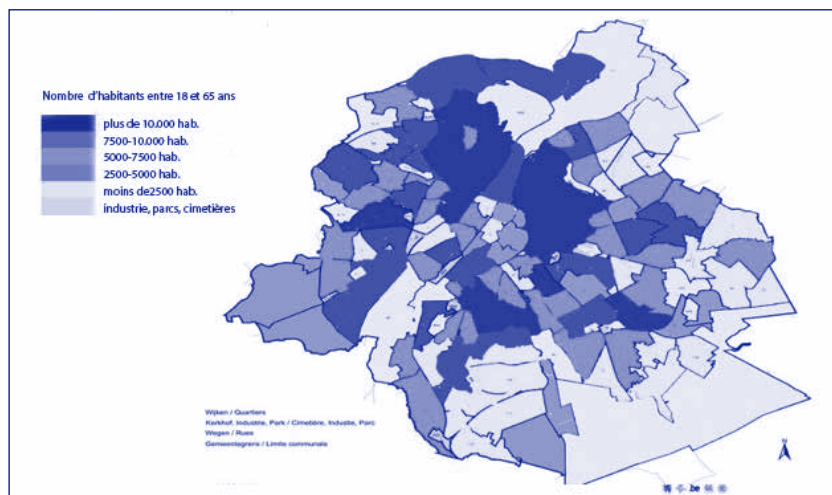 Nombre d'habitants entre 18 et 65 ans
plus de 10.000 hab.
7500-10.000 hab.
5000-7500 hab.
2500-5000 hab.
moins de2500 hab.
industrie, parcs, cimetières
Wijken / Quartiers
Kerkhof, Industrie, Park / Cimetière, Industie, Parc
Wegen / Rues
Gemeentegrens / Limite communale
.be